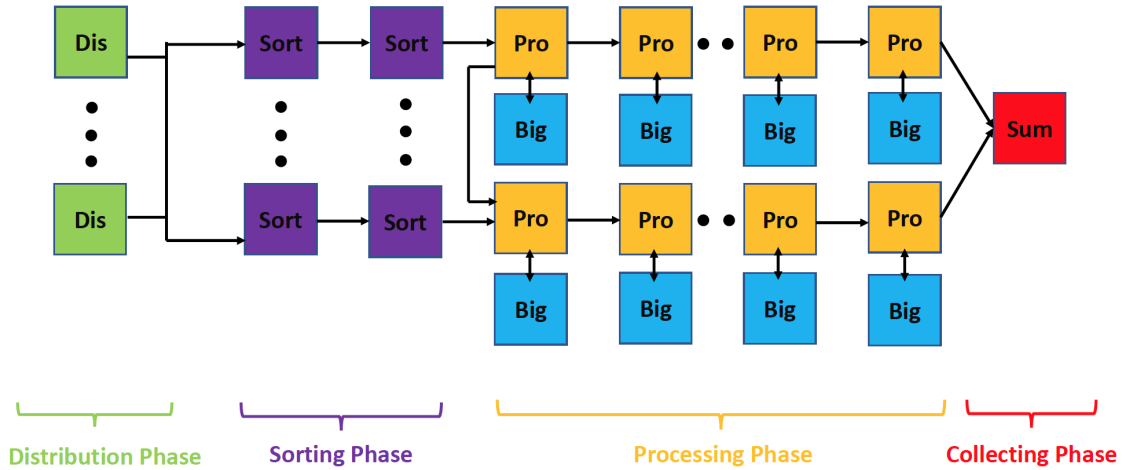 Dis Sort Sort Pro Pro Pro Pro
Big Big Big Big Sum
Dis Sort Sort Pro Pro Pro Pro
Big Big Big Big
Distribution Phase Sorting Phase Processing Phase Collecting Phase